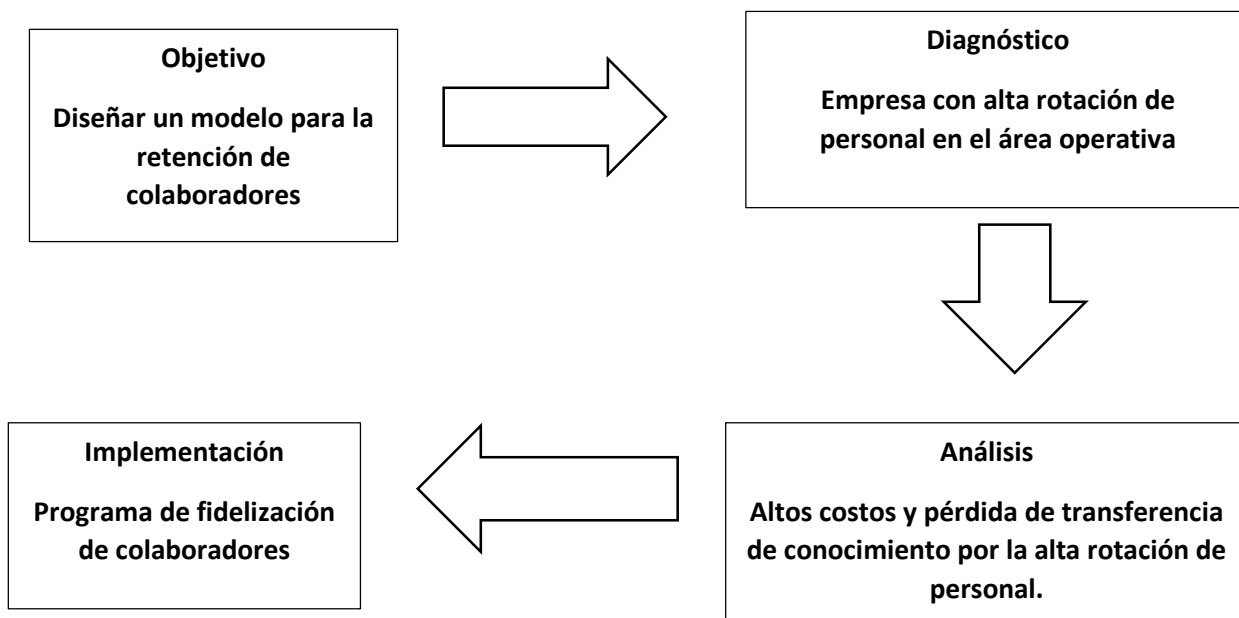 Objetivo
Diseñar un modelo para la
retención de
colaboradores
Diagnóstico
Empresa con alta rotación de
personal en el área operativa
Análisis
Altos costos y pérdida de transferencia
de conocimiento por la alta rotación de
personal.
Implementación
Programa de fidelización
de colaboradores